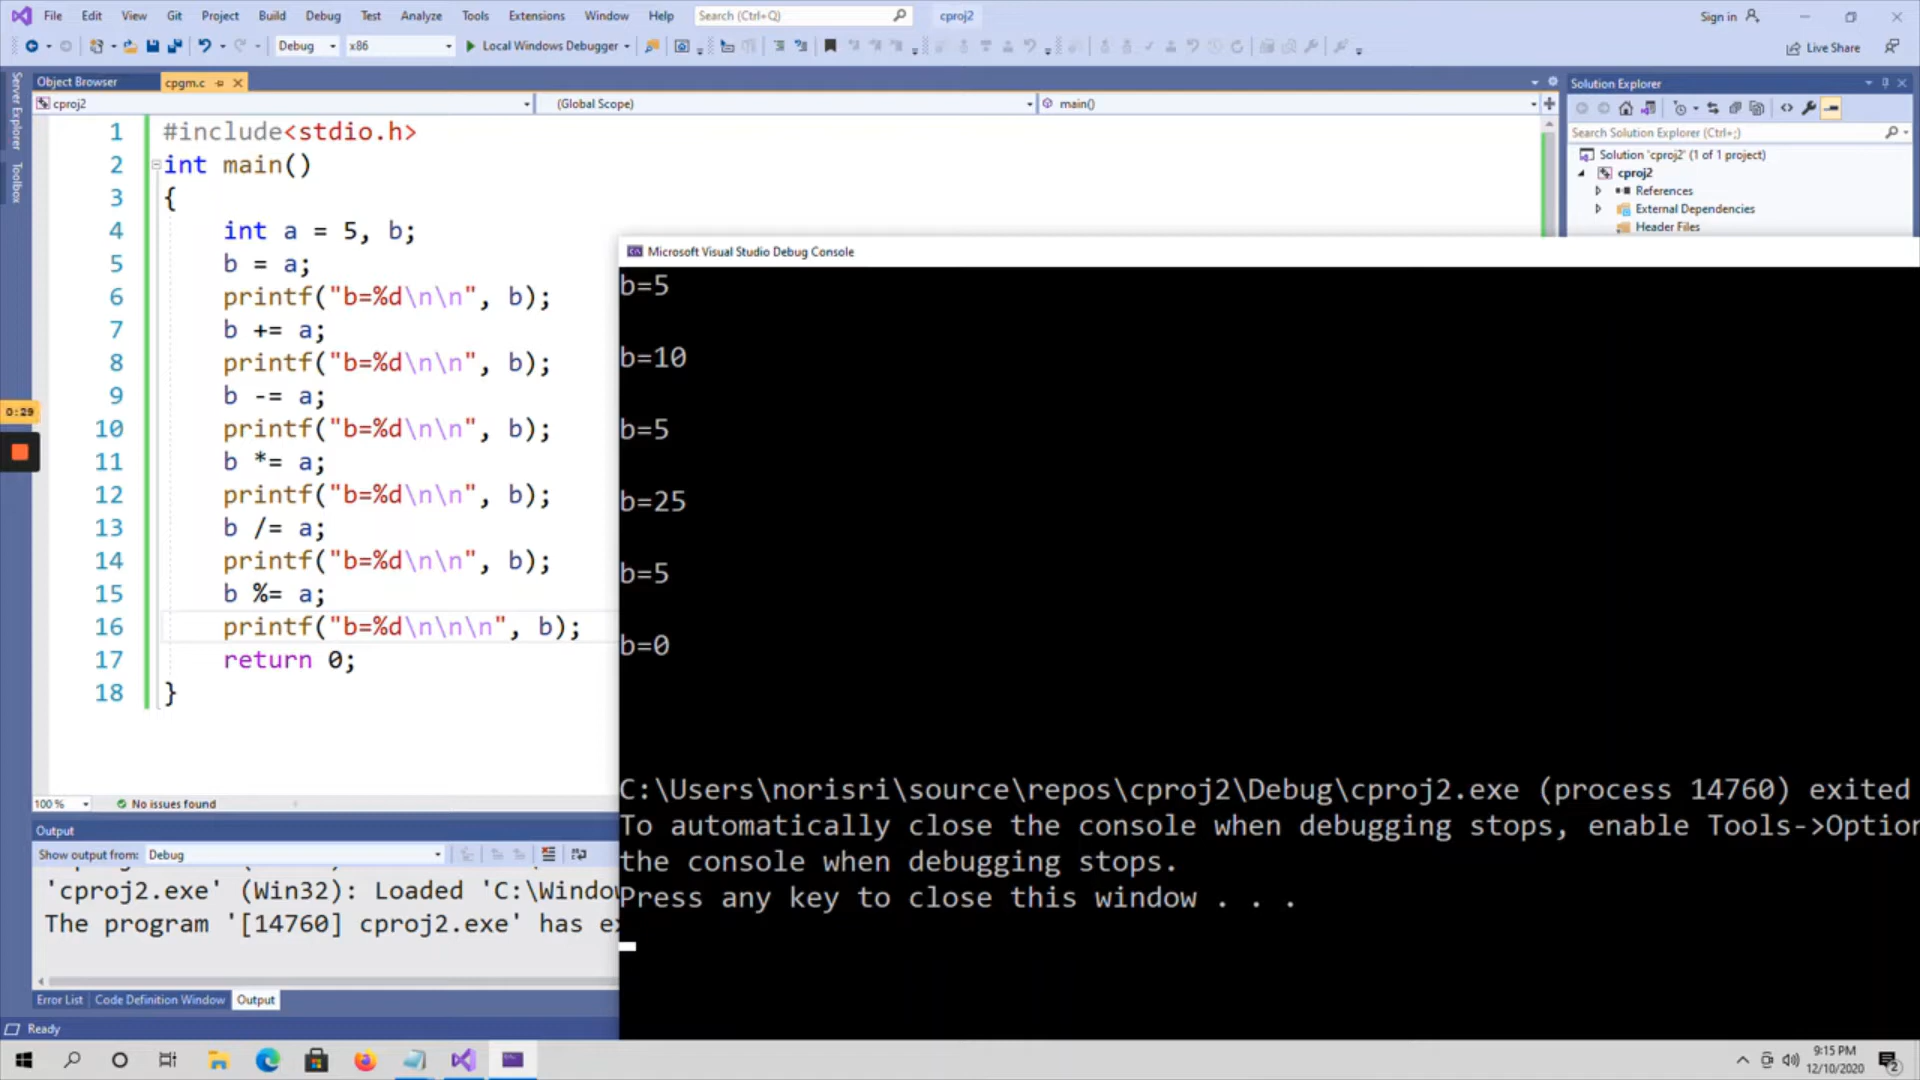 File Edit View Git Project Build Debug Test Analyze Tools Extensions Window Help Search (Ctrl+Q) cproj2 Sign in
Debug x86 Local Windows Debugger Live Share
Server Explorer
Toolbox
Object Browser cpgm.c
cproj2 (Global Scope) main()
1 #include<stdio.h>
2 int main()
3 {
4 int a = 5, b;
5 b = a;
6 printf("b=%d\n\n", b);
7 b += a;
8 printf("b=%d\n\n", b);
9 b -= a;
10 printf("b=%d\n\n", b);
11 b *= a;
12 printf("b=%d\n\n", b);
13 b /= a;
14 printf("b=%d\n\n", b);
15 b %= a;
16 printf("b=%d\n\n\n", b);
17 return 0;
18 }
0:29
100 % No issues found
Output
Show output from: Debug
'cproj2.exe' (Win32): Loaded 'C:\Window
The program '[14760] cproj2.exe' has ex
Error List Code Definition Window Output
Ready
Solution Explorer
Search Solution Explorer (Ctrl+;)
Solution 'cproj2' (1 of 1 project)
cproj2
References
External Dependencies
Header Files
Microsoft Visual Studio Debug Console
b=5
b=10
b=5
b=25
b=5
b=0
C:\Users\norisri\source\repos\cproj2\Debug\cproj2.exe (process 14760) exited
To automatically close the console when debugging stops, enable Tools->Option
the console when debugging stops.
Press any key to close this window . . .
9:15 PM
12/10/2020
2